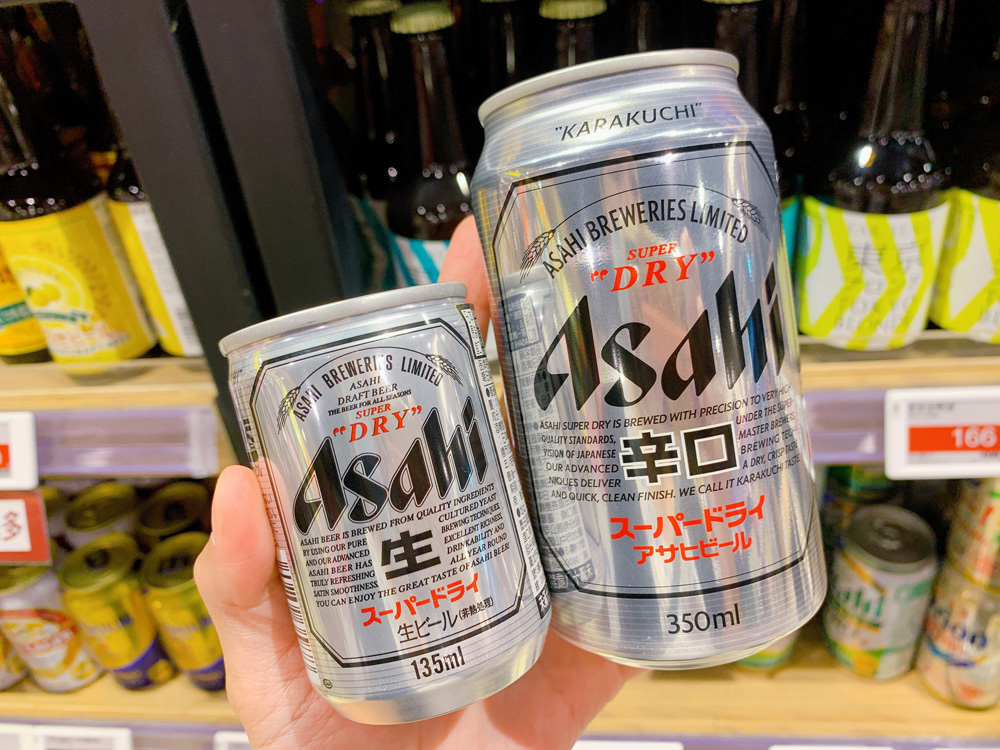 "KARAKUCHI"
ASAHI BREWERIES LIMITED
SUPER
"DRY"
Asahi
ASAHI SUPER DRY IS BREWED WITH PRECISION TO VERY HIGH
QUALITY STANDARDS, UNDER THE SUPER
VISION OF JAPANESE MASTER BREWERS.
OUR ADVANCED BREWING TECH
NIQUES DELIVER A DRY, CRISP TASTE
辛口
AND QUICK, CLEAN FINISH. WE CALL IT KARAKUCHI TASTE
スーパードライ
アサヒビール
350ml
ASAHI BREWERIES LIMITED
ASAHI
DRAFT BEER
THE BEER FOR ALL SEASONS
SUPER
"DRY"
Asahi
ASAHI BEER IS BREWED FROM QUALITY INGREDIENTS
BY USING OUR PURE CULTURED YEAST
AND OUR ADVANCED BREWING TECHNIQUES.
ASAHI BEER HAS EXCELLENT RICHNESS,
TRULY REFRESHING DRINKABILITY AND
SATIN SMOOTHNESS. ALL YEAR ROUND
生
YOU CAN ENJOY THE GREAT TASTE OF ASAHI BEER!
スーパードライ
生ビール(非熱処理)
135ml
166
多
Asahi